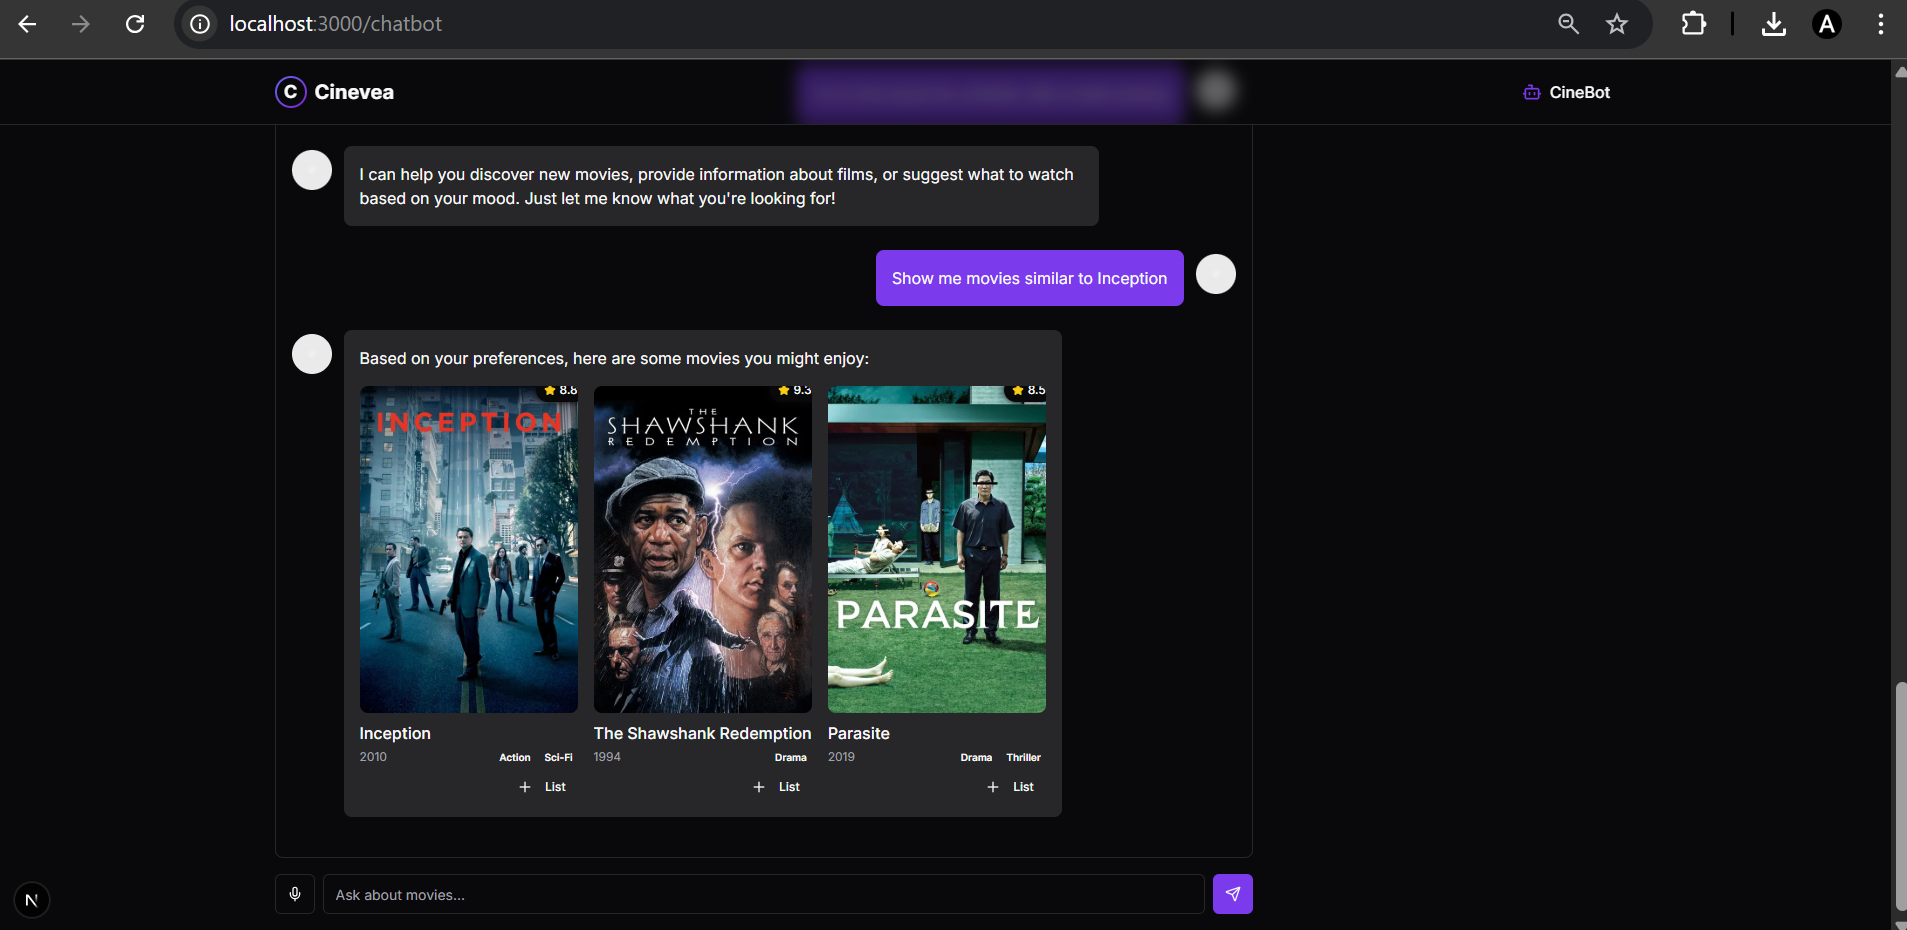 localhost:3000/chatbot
A
C Cinevea
CineBot
I can help you discover new movies, provide information about films, or suggest what to watch
based on your mood. Just let me know what you're looking for!
Show me movies similar to Inception
Based on your preferences, here are some movies you might enjoy:
8.8
INCEPTION
9.3
THE
SHAWSHANK
REDEMPTION
8.5
PARASITE
Inception
2010 Action Sci-Fi
+ List
The Shawshank Redemption
1994 Drama
+ List
Parasite
2019 Drama Thriller
+ List
Ask about movies...
N